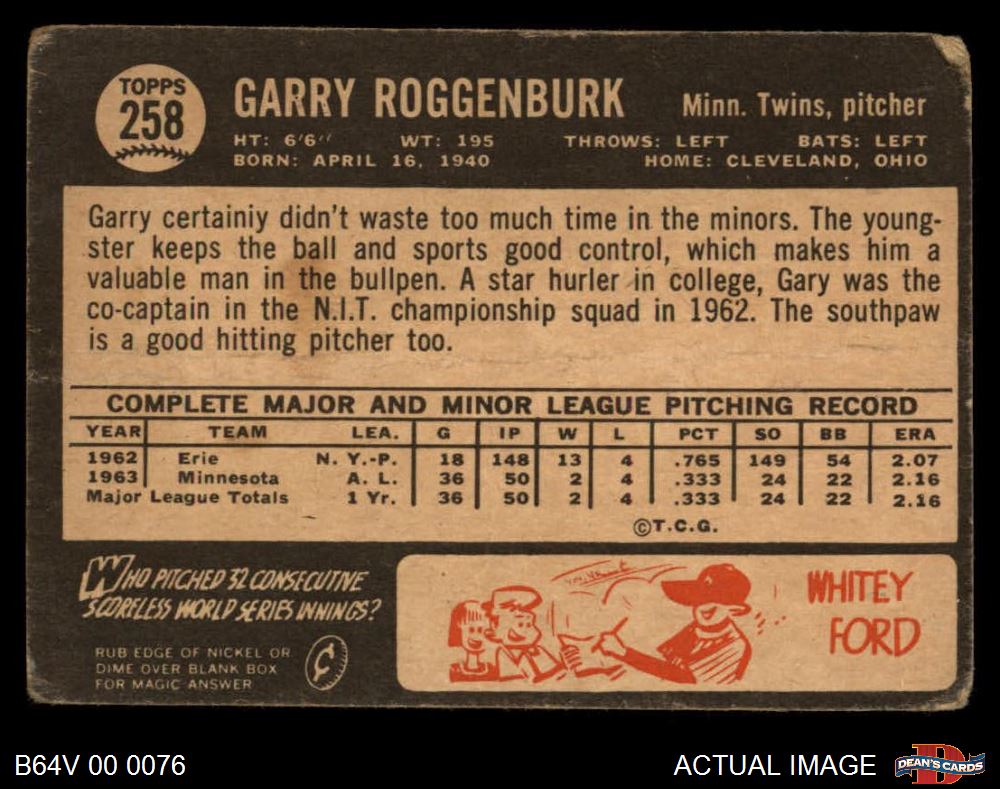 TOPPS
258
GARRY ROGGENBURK Minn. Twins, pitcher
HT: 6'6" WT: 195 THROWS: LEFT BATS: LEFT
BORN: APRIL 16, 1940 HOME: CLEVELAND, OHIO
Garry certainiy didn't waste too much time in the minors. The young-
ster keeps the ball and sports good control, which makes him a
valuable man in the bullpen. A star hurler in college, Gary was the
co-captain in the N.I.T. championship squad in 1962. The southpaw
is a good hitting pitcher too.
COMPLETE MAJOR AND MINOR LEAGUE PITCHING RECORD
YEAR TEAM LEA. G IP W L PCT SO BB ERA
1962 Erie N. Y.-P. 18 148 13 4 .765 149 54 2.07
1963 Minnesota A. L. 36 50 2 4 .333 24 22 2.16
Major League Totals 1 Yr. 36 50 2 4 .333 24 22 2.16
©T.C.G.
WHO PITCHED 32 CONSECUTIVE
SCORELESS WORLD SERIES INNINGS?
RUB EDGE OF NICKEL OR
DIME OVER BLANK BOX
FOR MAGIC ANSWER
WHITEY
FORD
B64V 00 0076 ACTUAL IMAGE
D
DEAN'S CARDS